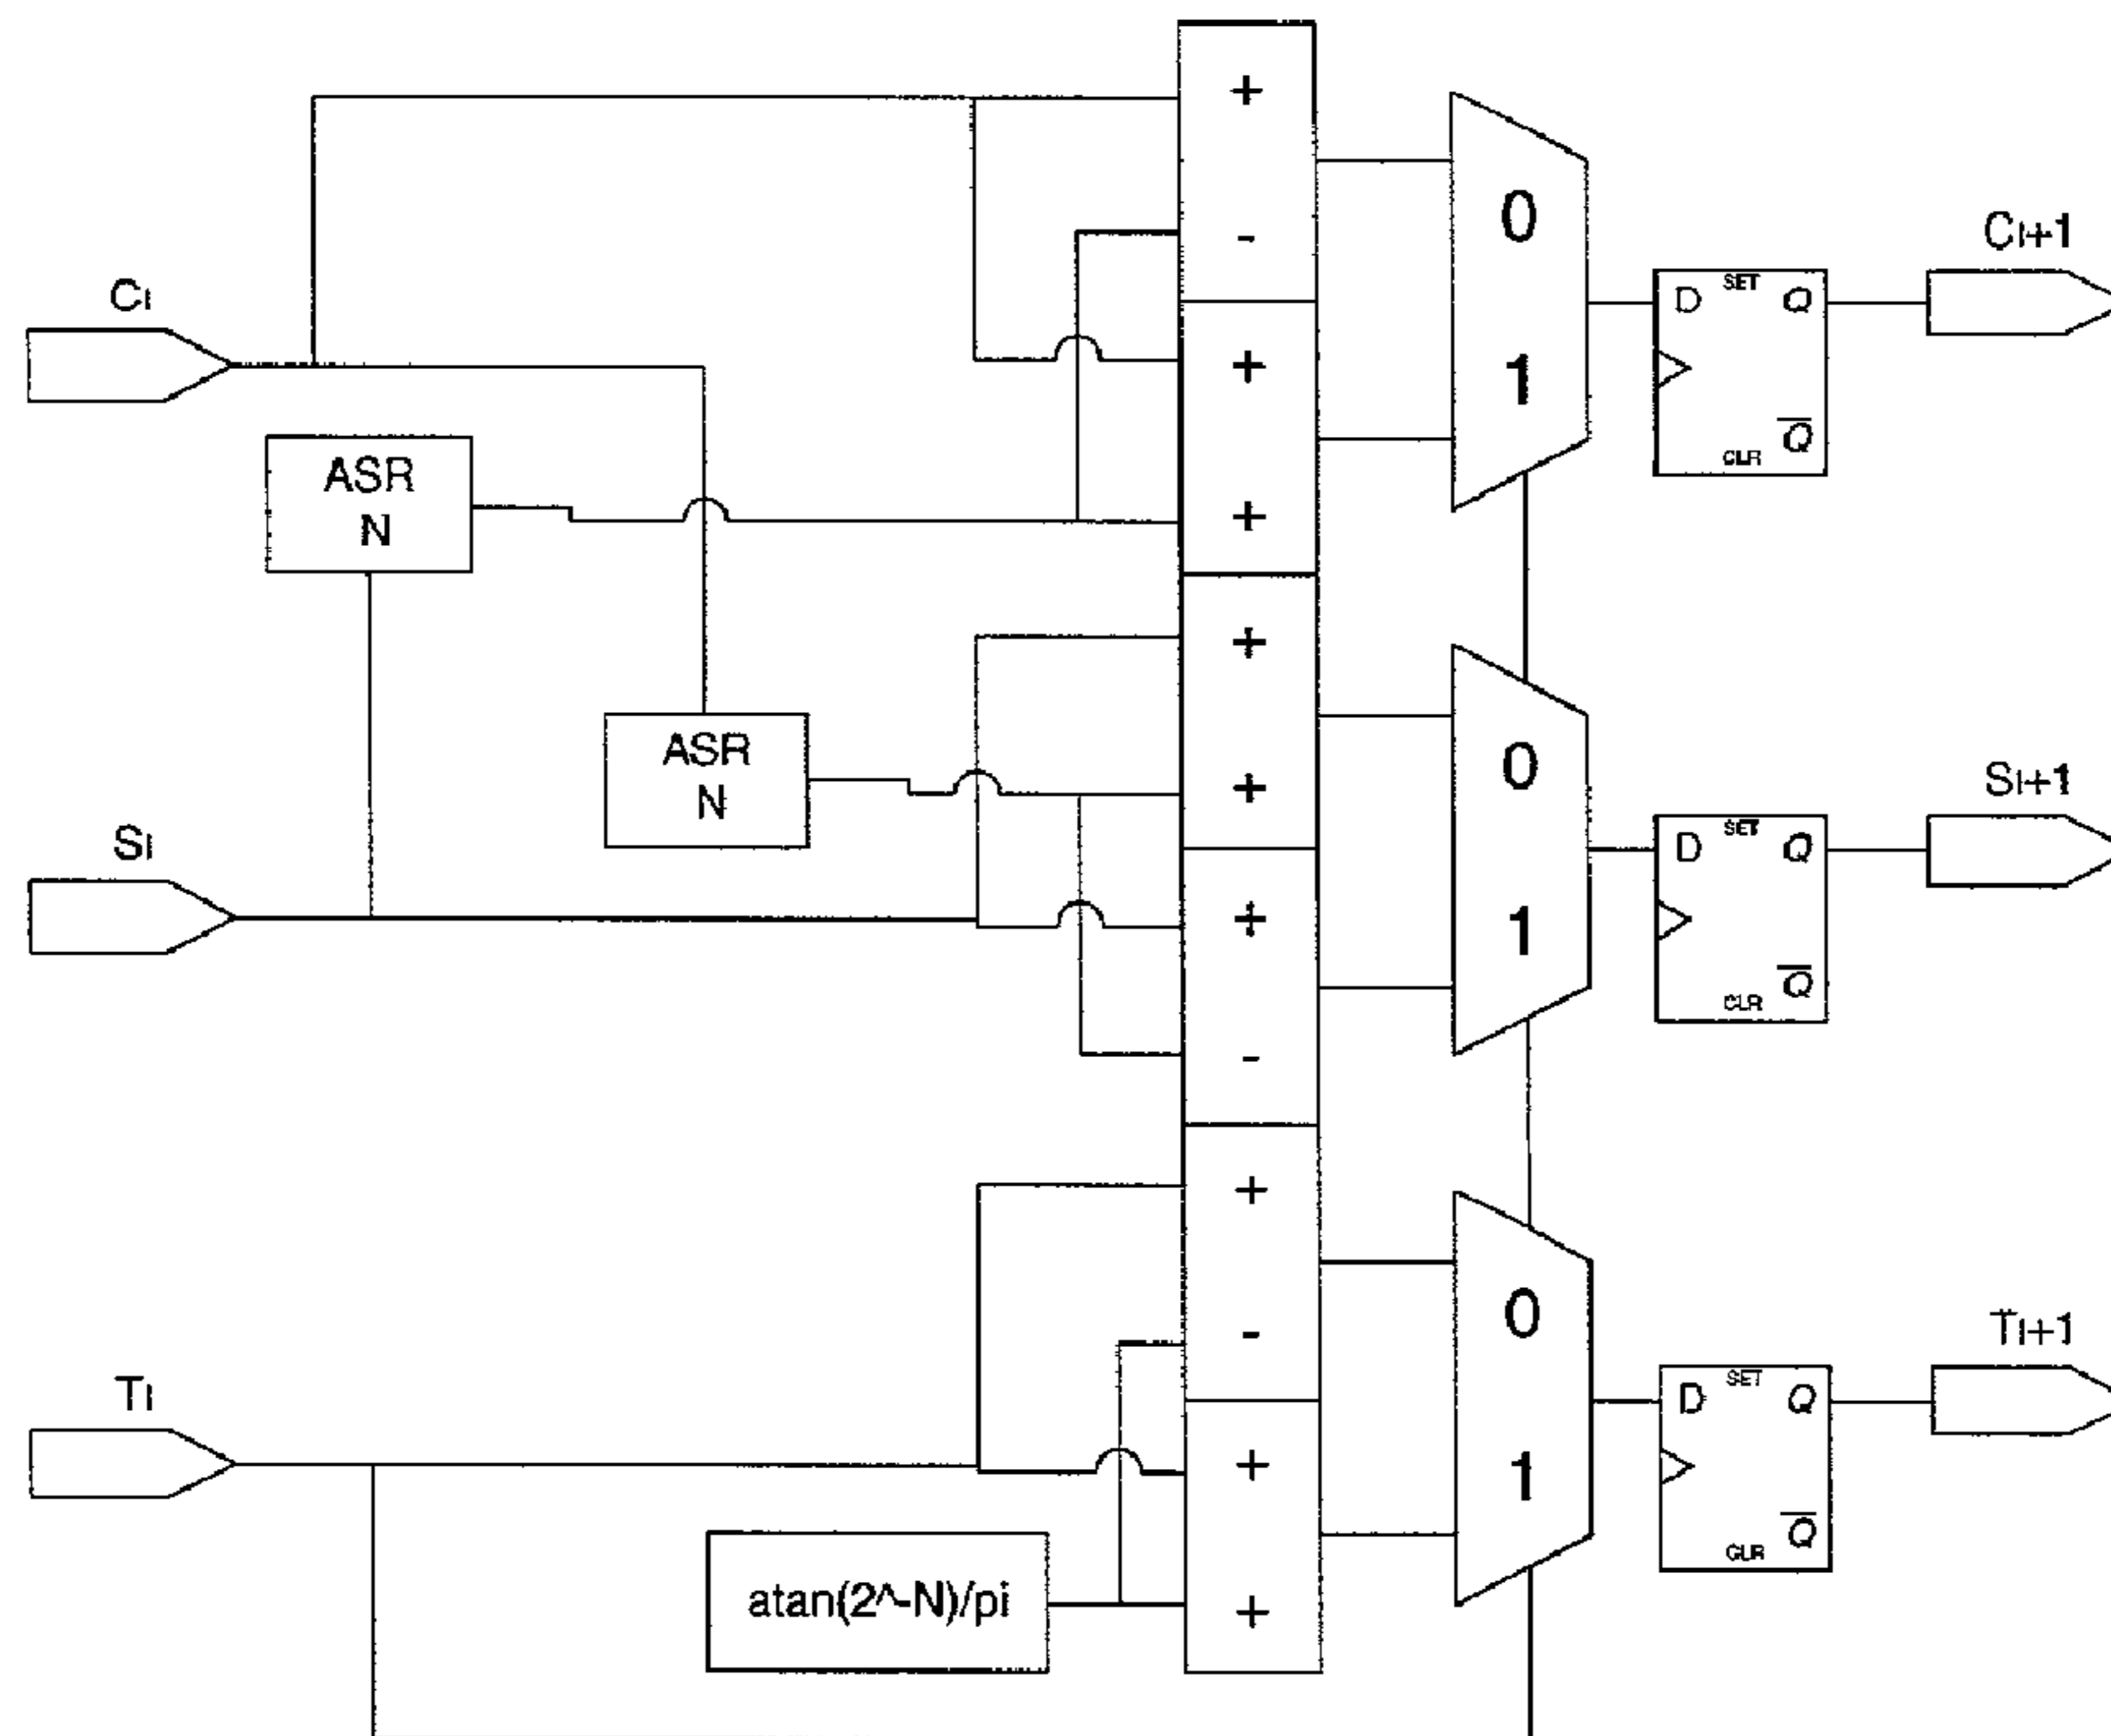 CI
ASR
N
SI
ASR
N
TI
atan(2^-N)/pi
+
-
+
+
+
+
+
-
+
-
+
+
0
1
0
1
0
1
D SET Q
CLR Q
CI+1
D SET Q
CLR Q
SI+1
D SET Q
CLR Q
TI+1